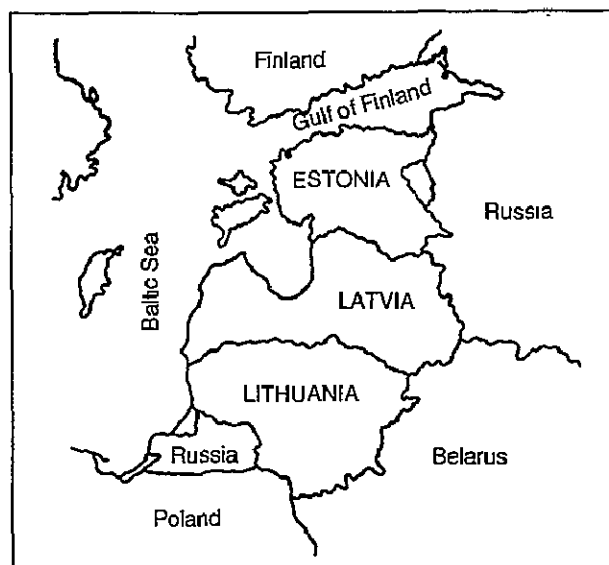 Finland
Gulf of Finland
ESTONIA
Russia
Baltic Sea
LATVIA
LITHUANIA
Russia
Belarus
Poland